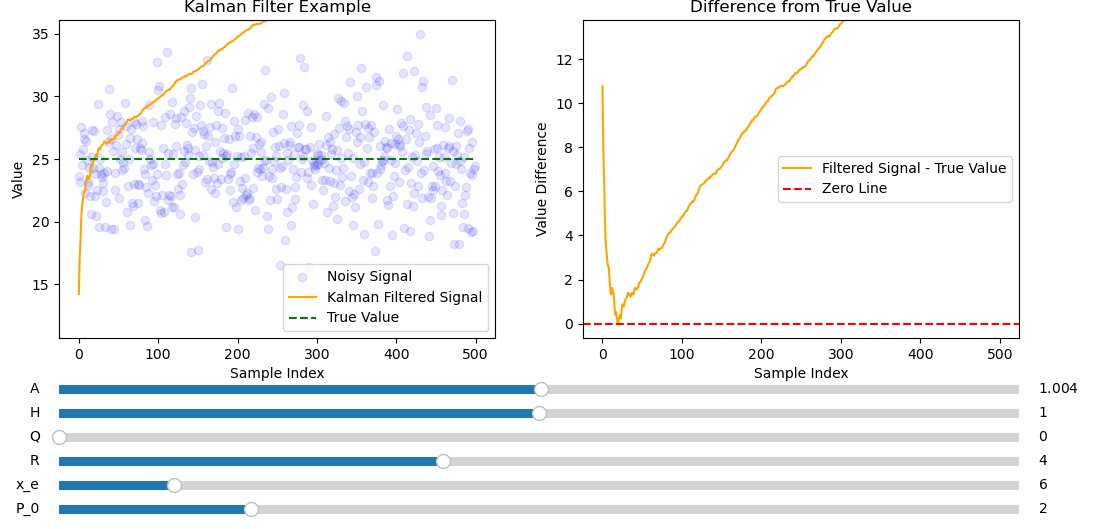 Kalman Filter Example
Value
35
30
25
20
15
Noisy Signal
Kalman Filtered Signal
True Value
0
100
200
300
400
500
Sample Index
Difference from True Value
Value Difference
12
10
8
6
4
2
0
Filtered Signal - True Value
Zero Line
0
100
200
300
400
500
Sample Index
A
1.004
H
1
Q
0
R
4
x_e
6
P_0
2